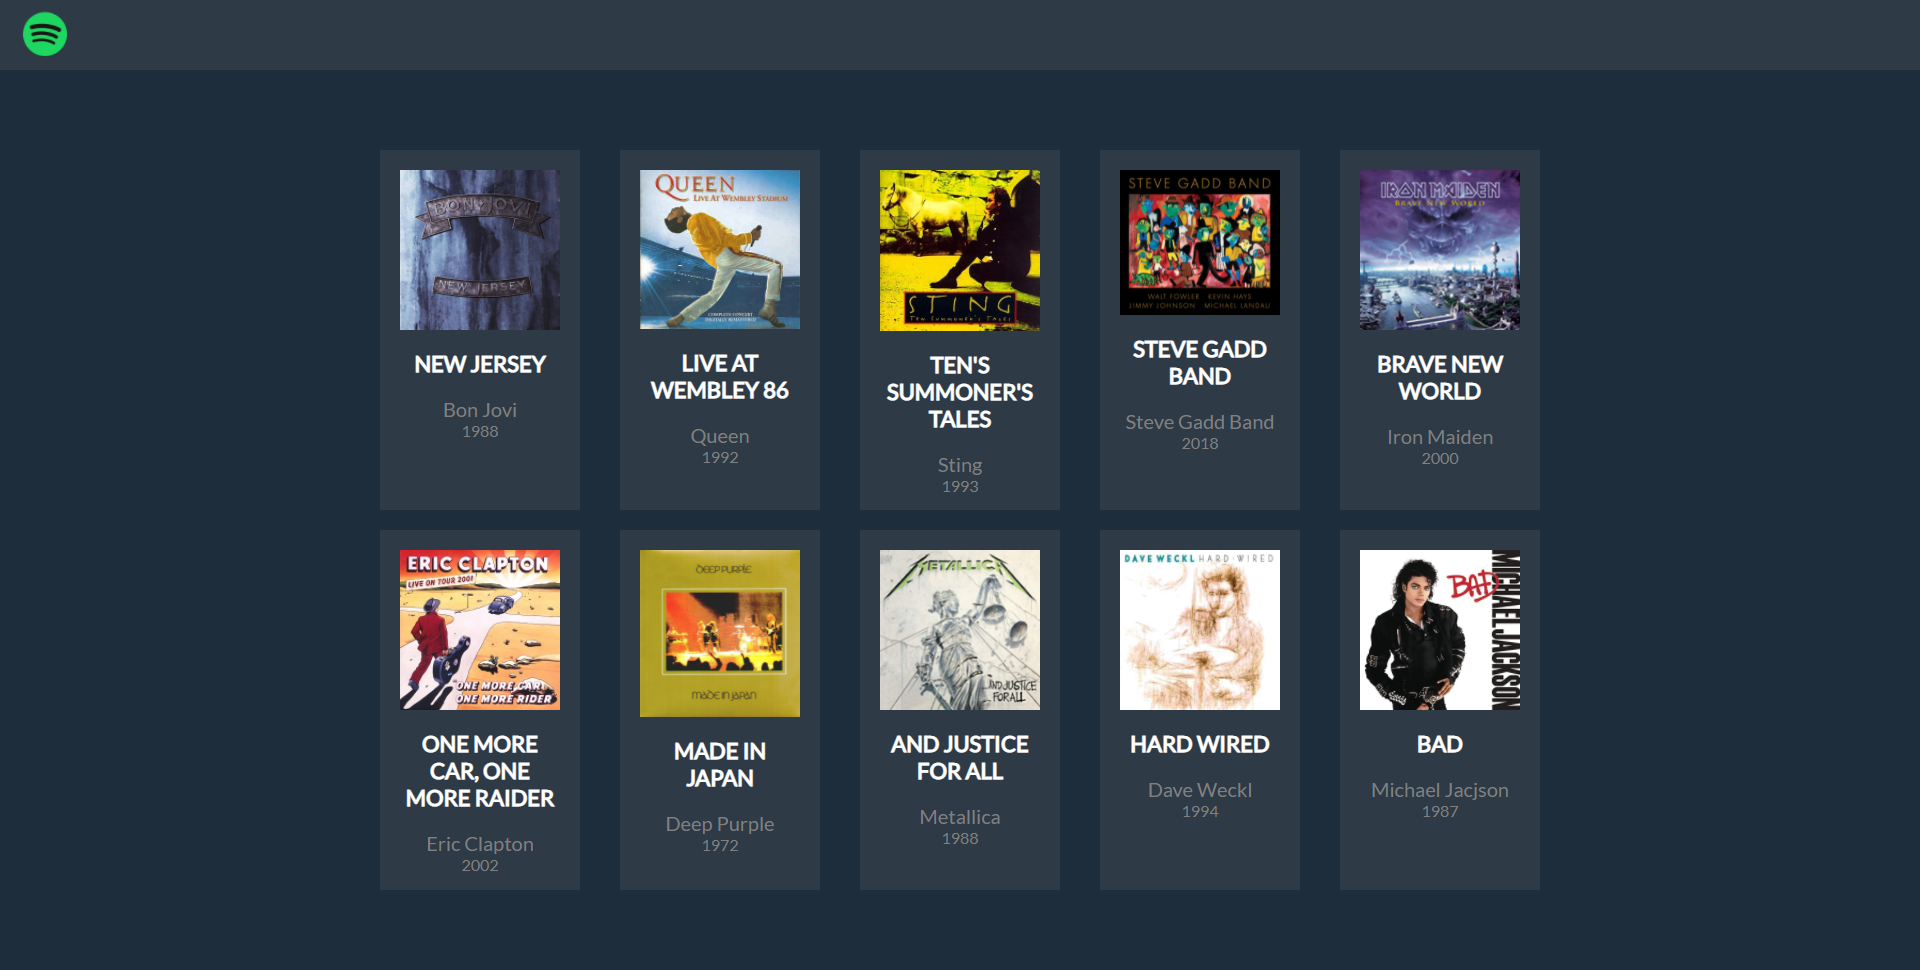 BON JOVI
NEW JERSEY
NEW JERSEY
Bon Jovi
1988
QUEEN
LIVE AT WEMBLEY STADIUM
COMPLETE CONCERT
DIGITALLY REMASTERED
LIVE AT
WEMBLEY 86
Queen
1992
STING
Ten Summoner's Tales
TEN'S
SUMMONER'S
TALES
Sting
1993
STEVE GADD BAND
WALT FOWLER KEVIN HAYS
JIMMY JOHNSON MICHAEL LANDAU
STEVE GADD
BAND
Steve Gadd Band
2018
IRON MAIDEN
BRAVE NEW WORLD
BRAVE NEW
WORLD
Iron Maiden
2000
ERIC CLAPTON
LIVE ON TOUR 2001
ONE MORE CAR
ONE MORE RIDER
ONE MORE
CAR, ONE
MORE RAIDER
Eric Clapton
2002
DEEP PURPLE
MADE IN JAPAN
MADE IN
JAPAN
Deep Purple
1972
METALLICA
AND JUSTICE
FOR ALL
AND JUSTICE
FOR ALL
Metallica
1988
DAVE WECKL HARD-WIRED
HARD WIRED
Dave Weckl
1994
BAD
MICHAEL JACKSON
BAD
Michael Jacjson
1987